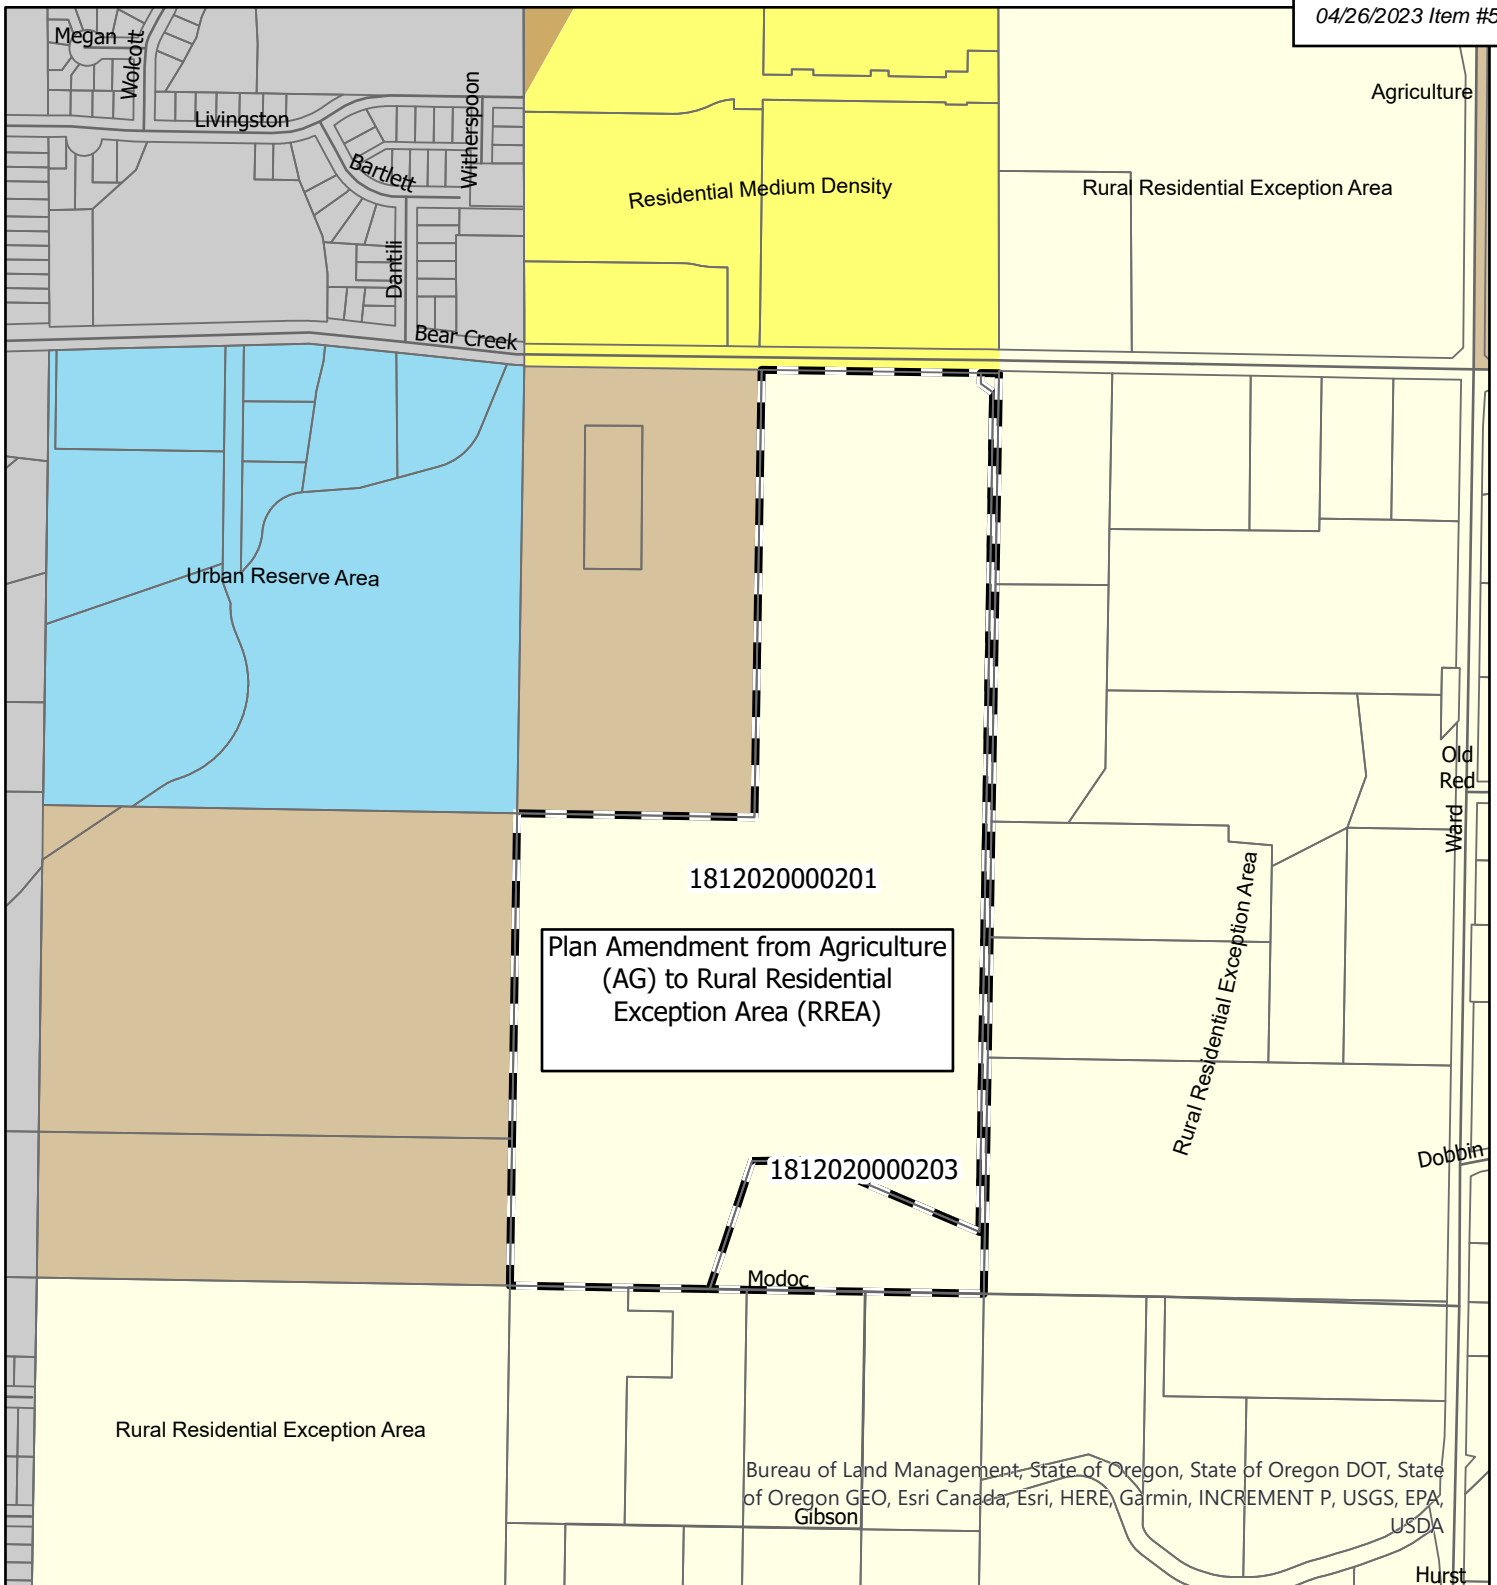 04/26/2023 Item #5
Megan
Wolcott
Agriculture
Livingston
Witherspoon
Bartlett
Residential Medium Density
Rural Residential Exception Area
Dantili
Bear Creek
Urban Reserve Area
Old
Red
Ward
1812020000201
Rural Residential Exception Area
Plan Amendment from Agriculture
(AG) to Rural Residential
Exception Area (RREA)
Dobbin
1812020000203
Modoc
Rural Residential Exception Area
Bureau of Land Management, State of Oregon, State of Oregon DOT, State
of Oregon GEO, Esri Canada, Esri, HERE, Garmin, INCREMENT P, USGS, EPA,
USDA
Gibson
Hurst